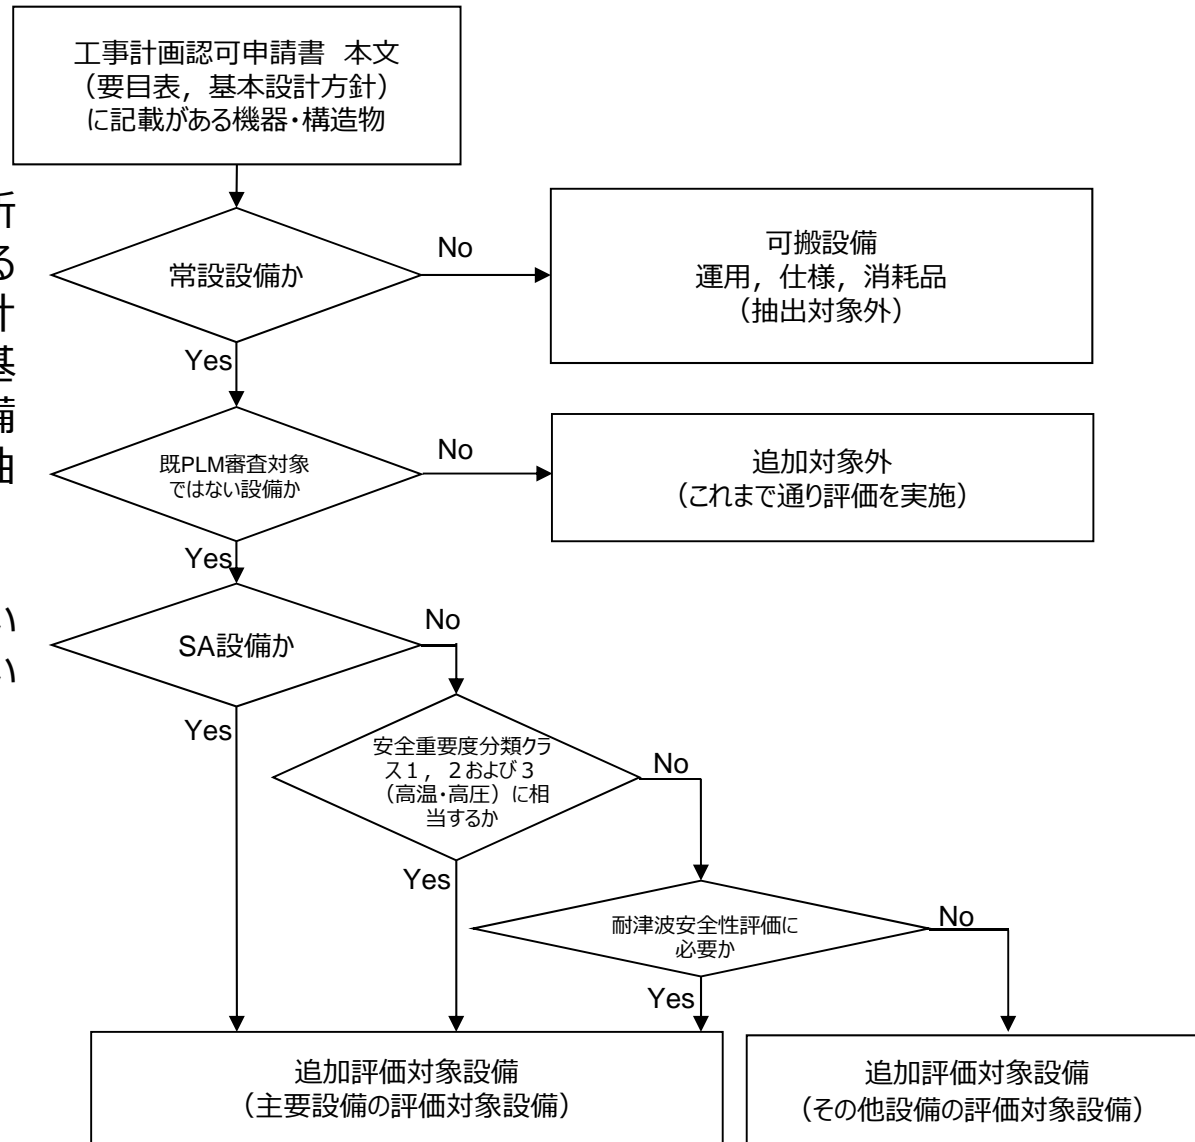 工事計画認可申請書 本文
（要目表，基本設計方針）
に記載がある機器・構造物
所
る
計
基
備
抽
い
い
常設設備か
No
可搬設備
運用，仕様，消耗品
（抽出対象外）
Yes
既PLM審査対象
ではない設備か
No
追加対象外
（これまで通り評価を実施）
Yes
SA設備か
No
Yes
安全重要度分類クラ
ス１，２および３
（高温・高圧）に相
当するか
No
Yes
耐津波安全性評価に
必要か
No
Yes
追加評価対象設備
（主要設備の評価対象設備）
追加評価対象設備
（その他設備の評価対象設備）